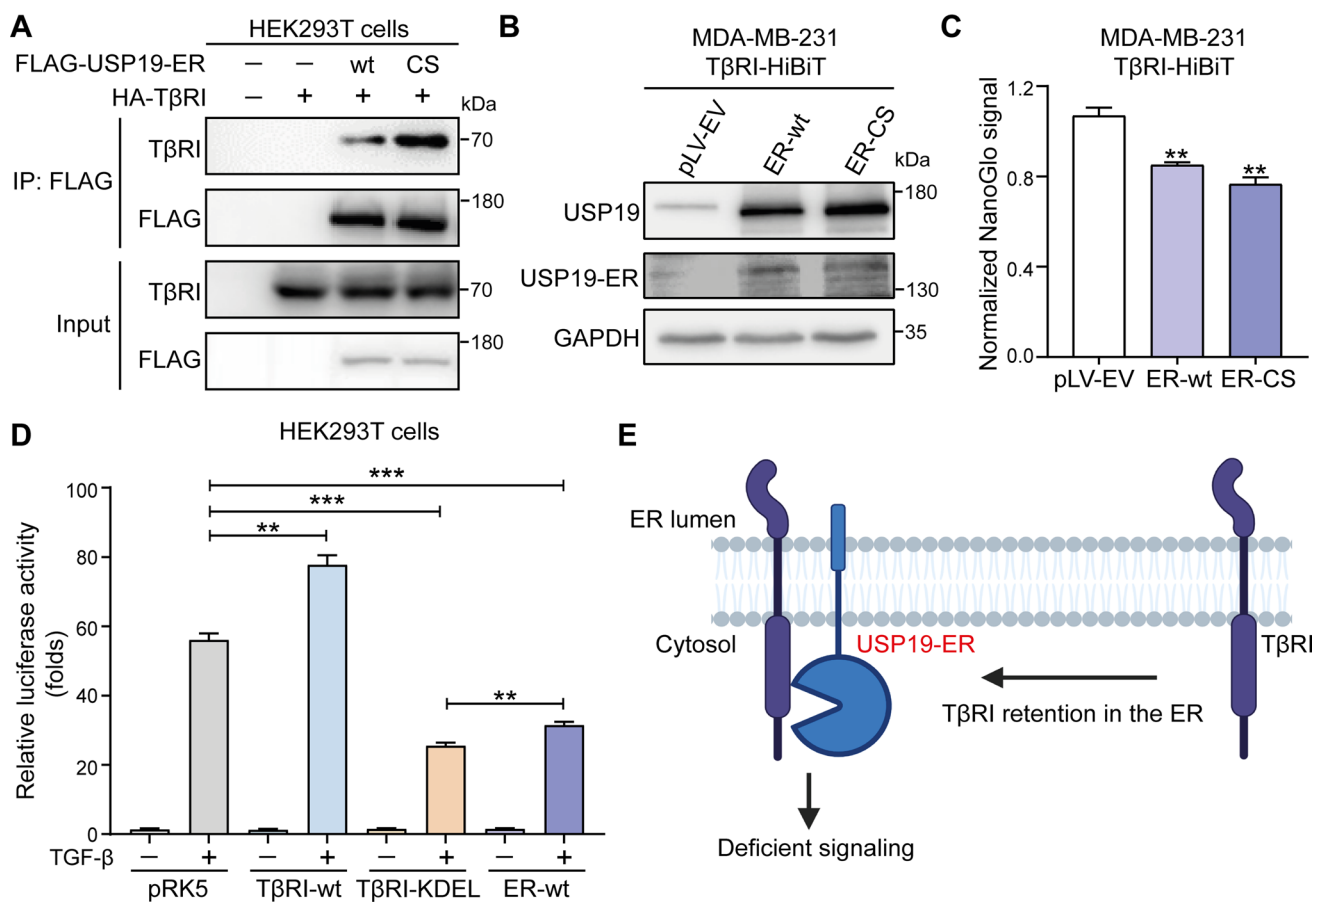 A
HEK293T cells
FLAG-USP19-ER – – wt CS
HA-TβRI – + + +
kDa
IP: FLAG
TβRI
70
FLAG
180
Input
TβRI
70
FLAG
180
B
MDA-MB-231
TβRI-HiBiT
pLV-EV ER-wt ER-CS
kDa
USP19
180
USP19-ER
130
GAPDH
35
C
MDA-MB-231
TβRI-HiBiT
Normalized NanoGlo signal
1.2
0.8
0.4
0.0
**
**
pLV-EV ER-wt ER-CS
D
HEK293T cells
Relative luciferase activity
(folds)
100
80
60
40
20
0
***
***
**
**
TGF-β – + – + – + – +
pRK5 TβRI-wt TβRI-KDEL ER-wt
E
ER lumen
Cytosol
USP19-ER
TβRI
TβRI retention in the ER
Deficient signaling